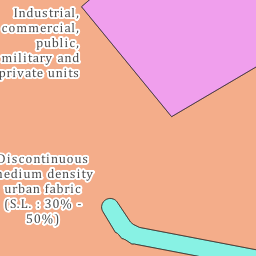 Industrial,
commercial,
public,
military and
private units
Discontinuous
medium density
urban fabric
(S.L. : 30% -
50%)